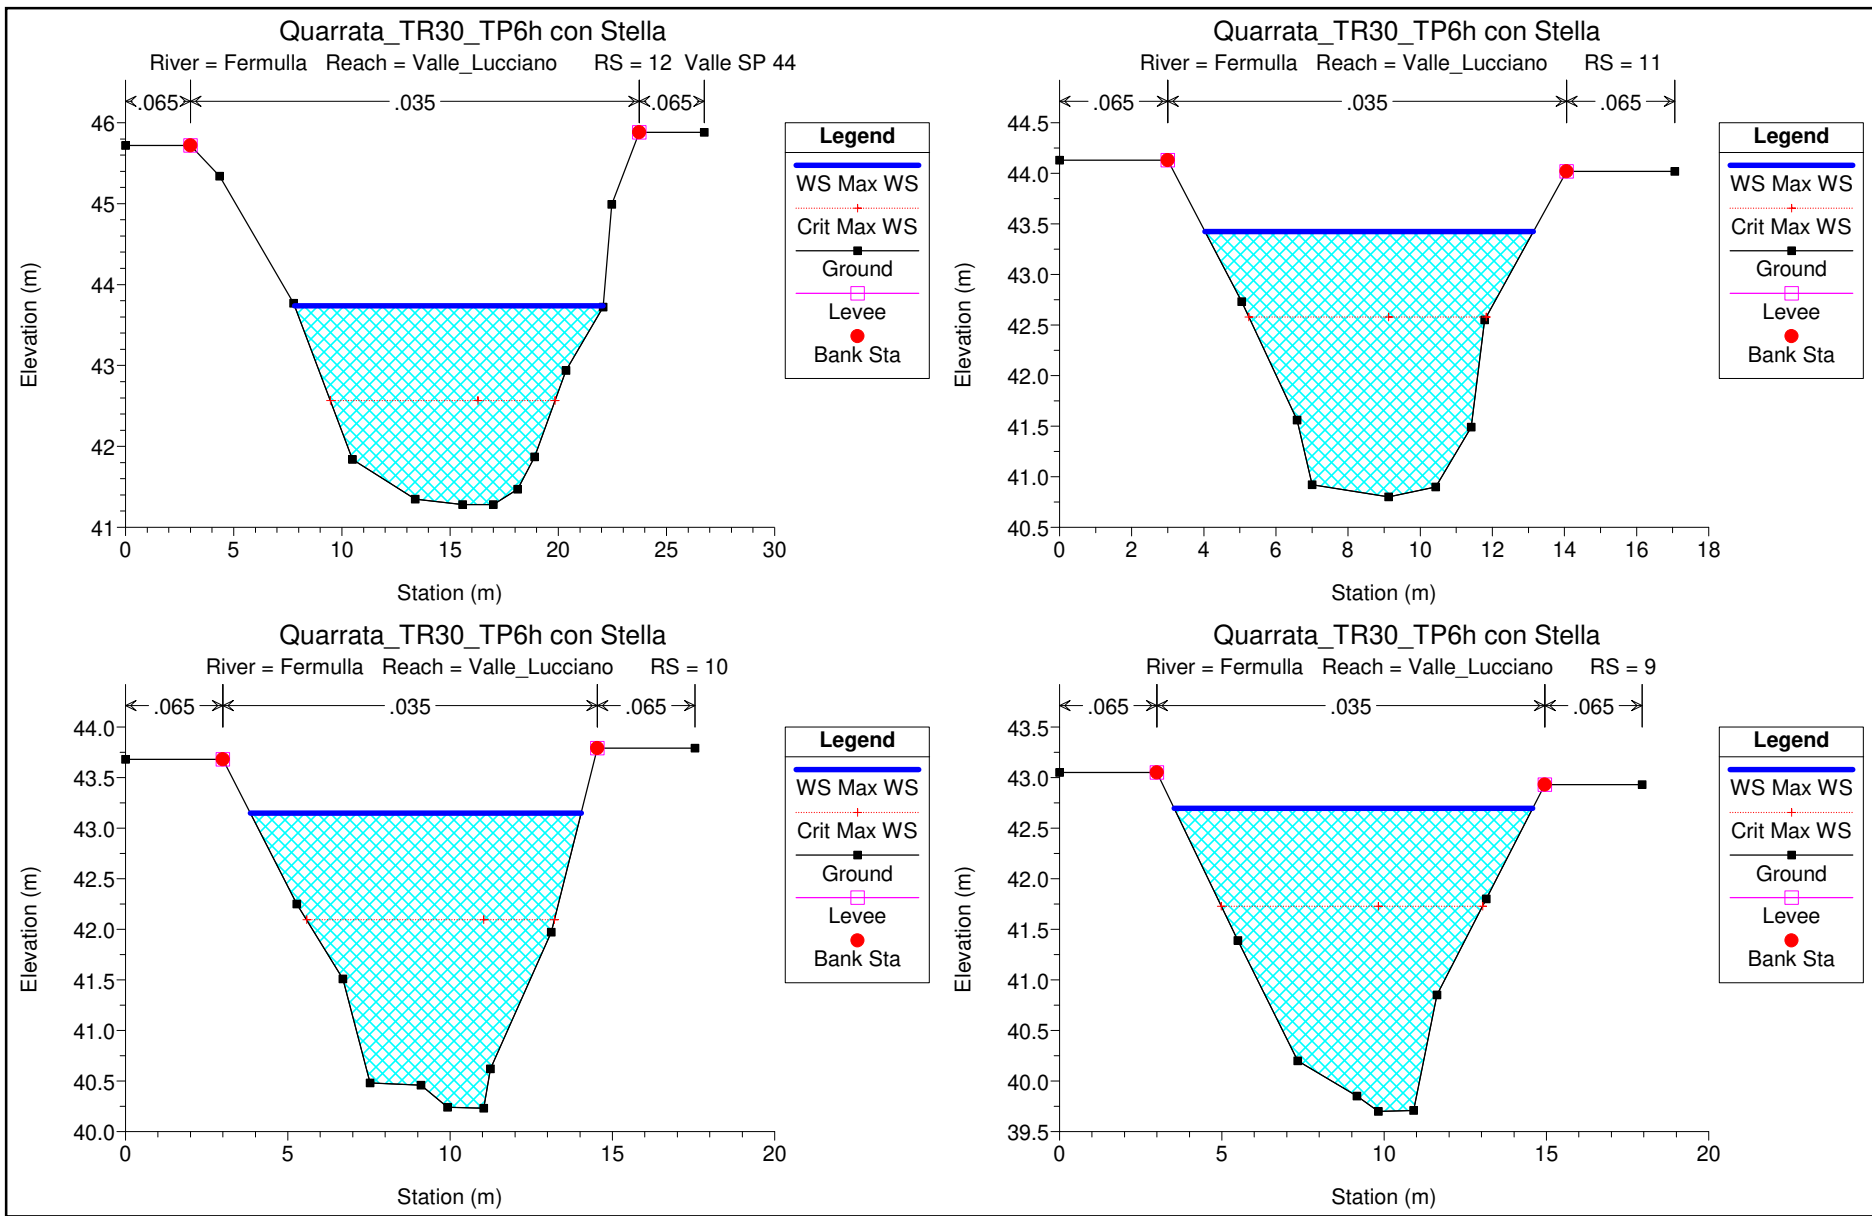 Quarrata_TR30_TP6h con Stella
River = Fermulla Reach = Valle_Lucciano RS = 12 Valle SP 44
.065 .035 .065
46
45
44
43
42
41
0 5 10 15 20 25 30
Elevation (m)
Station (m)
Legend
WS Max WS
Crit Max WS
Ground
Levee
Bank Sta
Quarrata_TR30_TP6h con Stella
River = Fermulla Reach = Valle_Lucciano RS = 11
.065 .035 .065
44.5
44.0
43.5
43.0
42.5
42.0
41.5
41.0
40.5
0 2 4 6 8 10 12 14 16 18
Elevation (m)
Station (m)
Legend
WS Max WS
Crit Max WS
Ground
Levee
Bank Sta
Quarrata_TR30_TP6h con Stella
River = Fermulla Reach = Valle_Lucciano RS = 10
.065 .035 .065
44.0
43.5
43.0
42.5
42.0
41.5
41.0
40.5
40.0
0 5 10 15 20
Elevation (m)
Station (m)
Legend
WS Max WS
Crit Max WS
Ground
Levee
Bank Sta
Quarrata_TR30_TP6h con Stella
River = Fermulla Reach = Valle_Lucciano RS = 9
.065 .035 .065
43.5
43.0
42.5
42.0
41.5
41.0
40.5
40.0
39.5
0 5 10 15 20
Elevation (m)
Station (m)
Legend
WS Max WS
Crit Max WS
Ground
Levee
Bank Sta